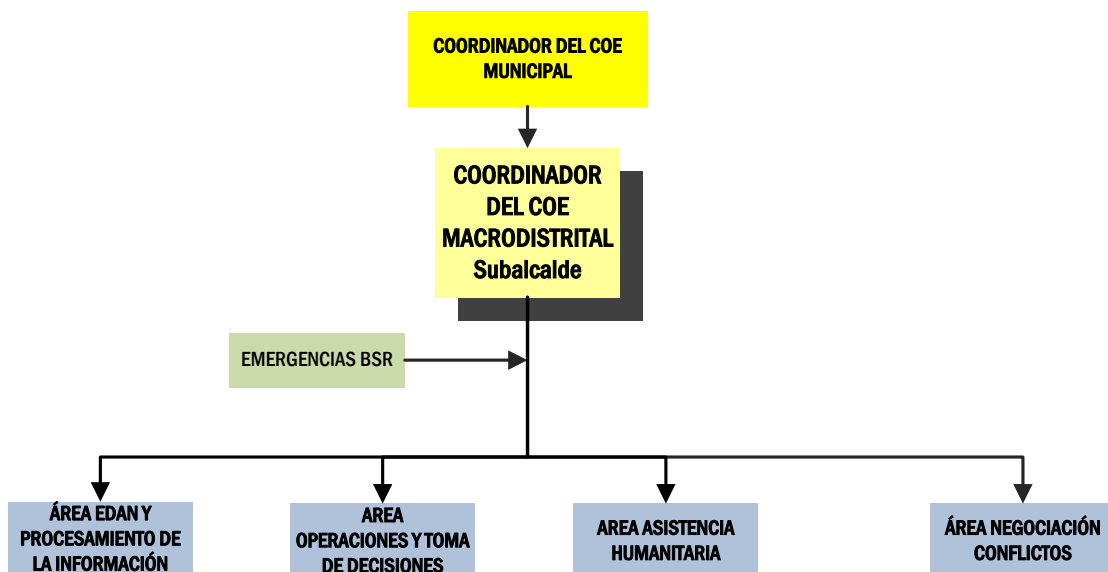 COORDINADOR DEL COE
MUNICIPAL
COORDINADOR
DEL COE
MACRODISTRITAL
Subalcalde
EMERGENCIAS BSR
ÁREA EDAN Y
PROCESAMIENTO DE
LA INFORMACIÓN
AREA
OPERACIONES Y TOMA
DE DECISIONES
AREA ASISTENCIA
HUMANITARIA
ÁREA NEGOCIACIÓN
CONFLICTOS